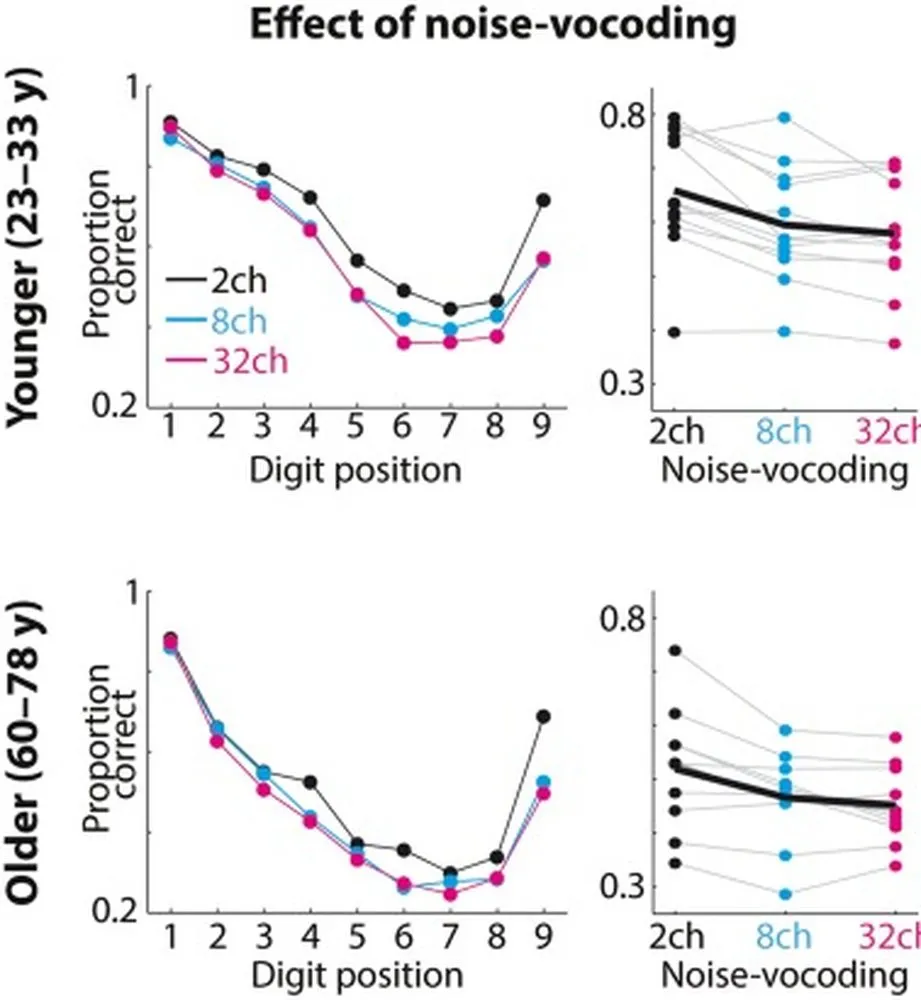 Effect of noise-vocoding
Younger (23–33 y)
Proportion
correct
1
0.2
2ch
8ch
32ch
1 2 3 4 5 6 7 8 9
Digit position
0.8
0.3
2ch 8ch 32ch
Noise-vocoding
Older (60–78 y)
Proportion
correct
1
0.2
1 2 3 4 5 6 7 8 9
Digit position
0.8
0.3
2ch 8ch 32ch
Noise-vocoding